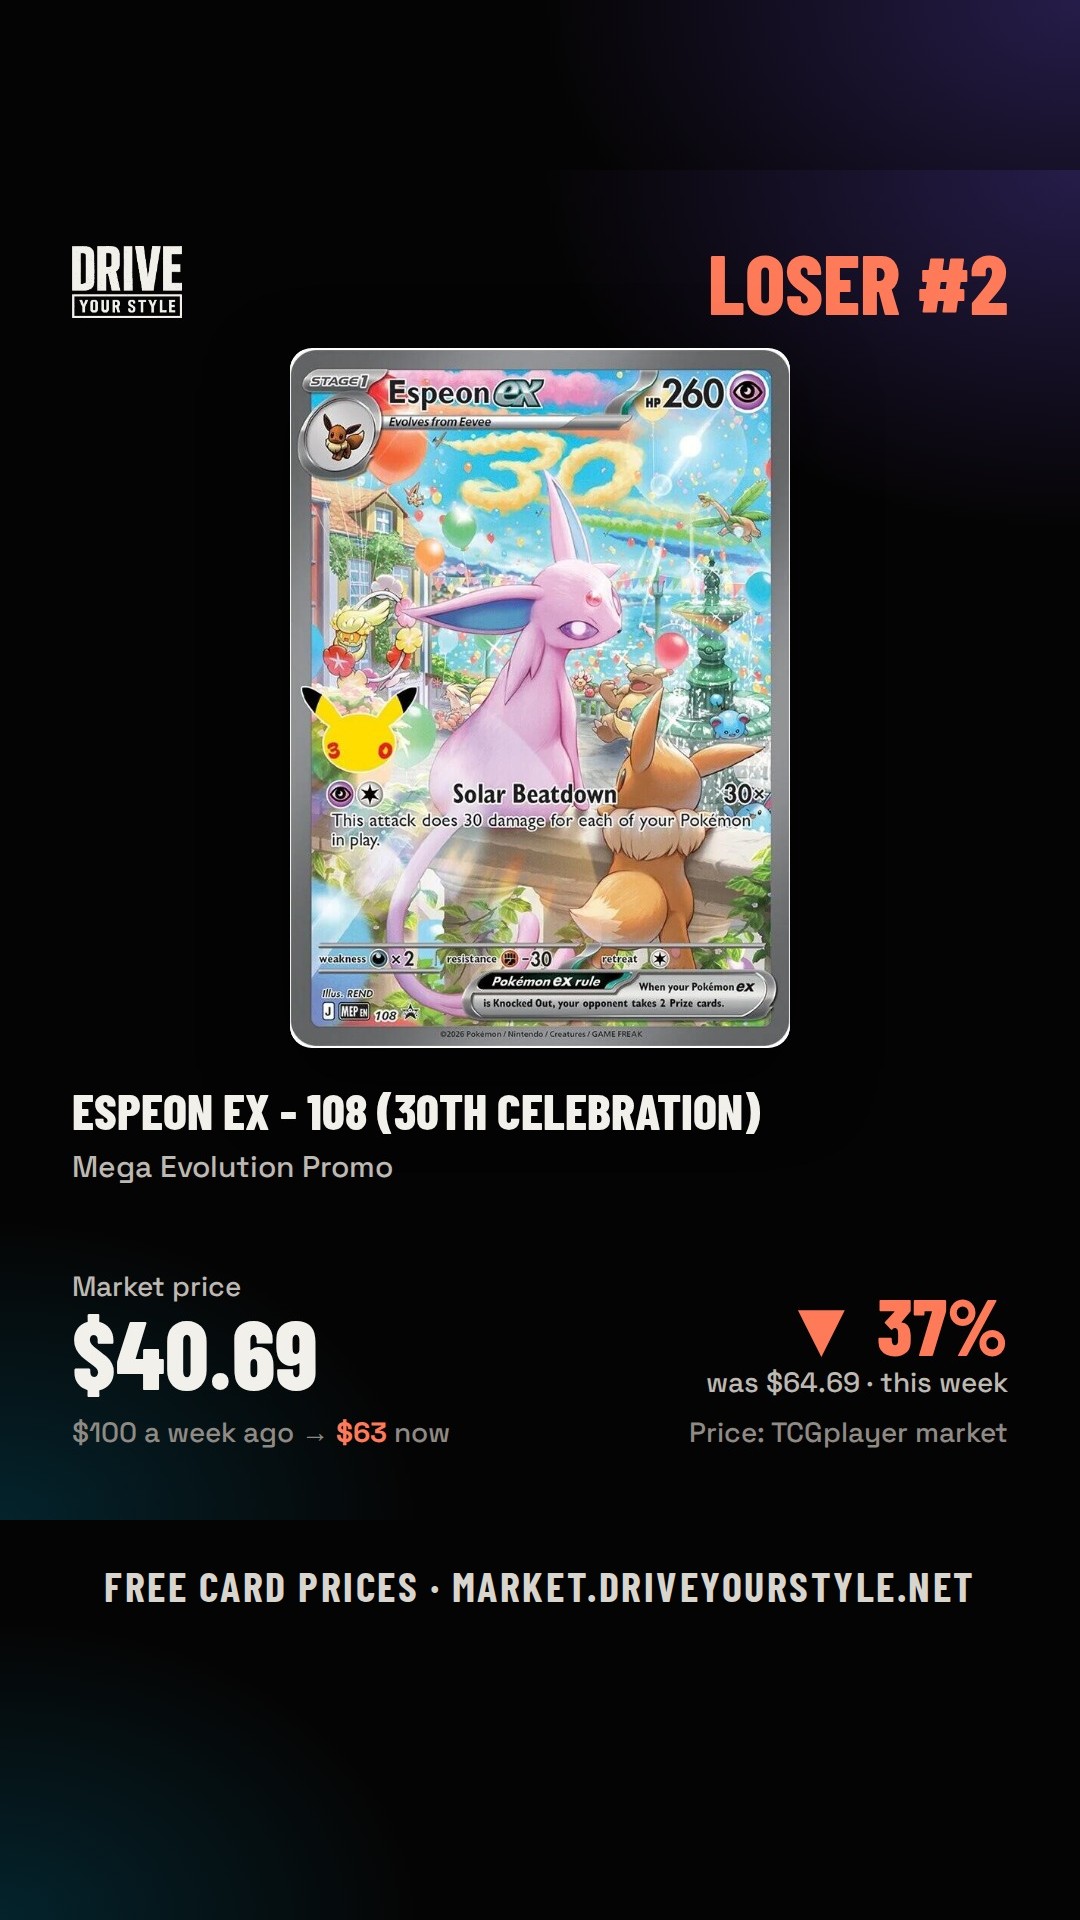 DRIVE
YOUR STYLE
LOSER #2
STAGE1
Espeon ex
HP 260
Evolves from Eevee
30
30
Solar Beatdown 30×
This attack does 30 damage for each of your Pokémon
in play.
weakness ×2 resistance -30 retreat
Pokémon ex rule
When your Pokémon ex
is Knocked Out, your opponent takes 2 Prize cards.
Illus. REND
J MEP EN 108
©2026 Pokémon / Nintendo / Creatures / GAME FREAK
ESPEON EX - 108 (30TH CELEBRATION)
Mega Evolution Promo
Market price
$40.69
▼ 37%
was $64.69 · this week
$100 a week ago → $63 now
Price: TCGplayer market
FREE CARD PRICES · MARKET.DRIVEYOURSTYLE.NET